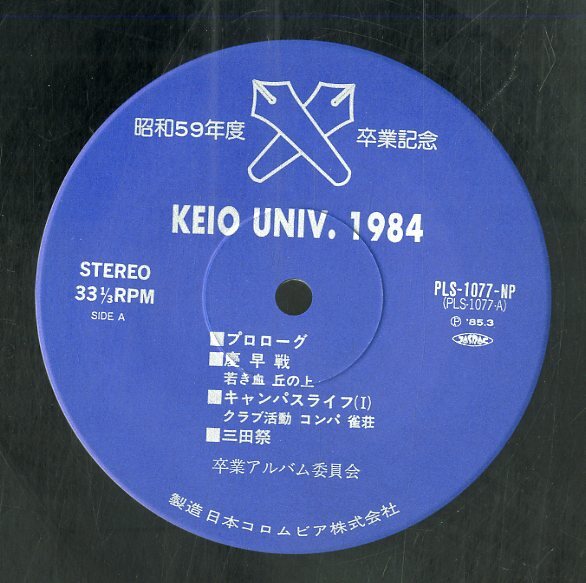 昭和59年度 卒業記念
KEIO UNIV. 1984
STEREO
33 1/3 RPM
SIDE A
PLS-1077-NP
(PLS-1077-A)
Ⓟ '85.3
■プロローグ
■慶早戦
若き血 丘の上
■キャンパスライフ(I)
クラブ活動 コンパ 雀荘
■三田祭
卒業アルバム委員会
製造 日本コロムビア株式会社